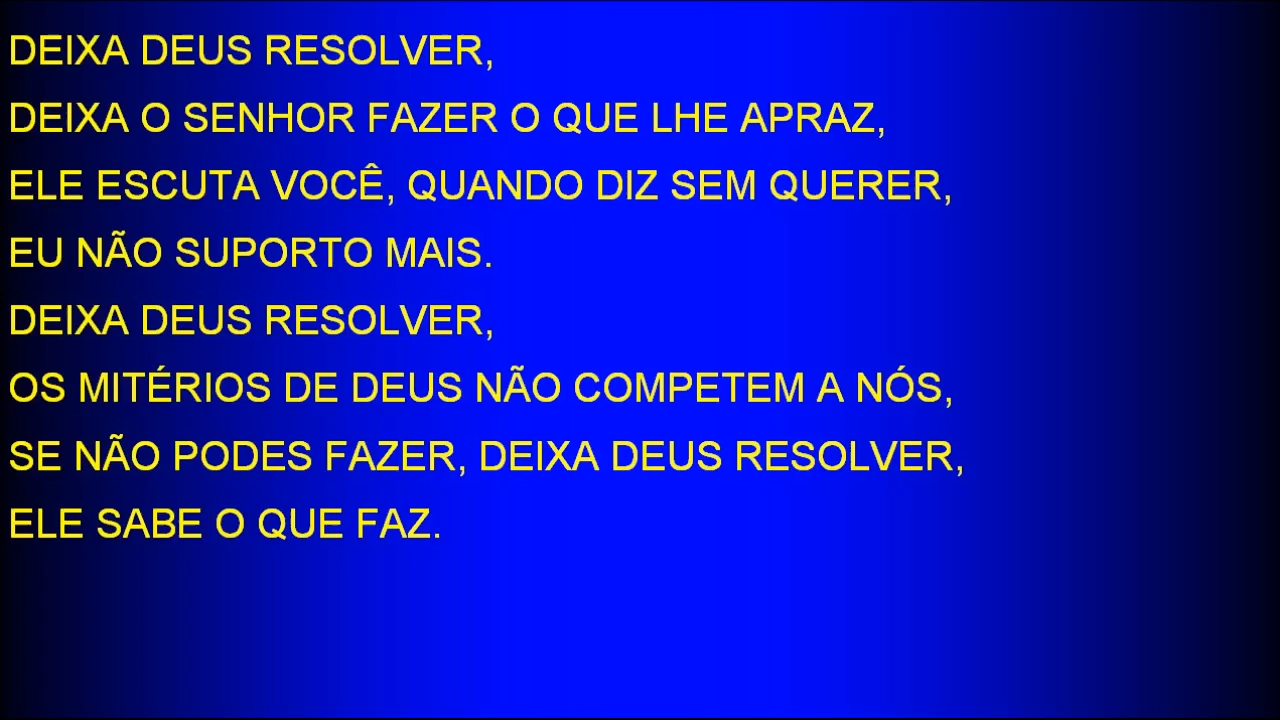 DEIXA DEUS RESOLVER,
DEIXA O SENHOR FAZER O QUE LHE APRAZ,
ELE ESCUTA VOCÊ, QUANDO DIZ SEM QUERER,
EU NÃO SUPORTO MAIS.
DEIXA DEUS RESOLVER,
OS MITÉRIOS DE DEUS NÃO COMPETEM A NÓS,
SE NÃO PODES FAZER, DEIXA DEUS RESOLVER,
ELE SABE O QUE FAZ.